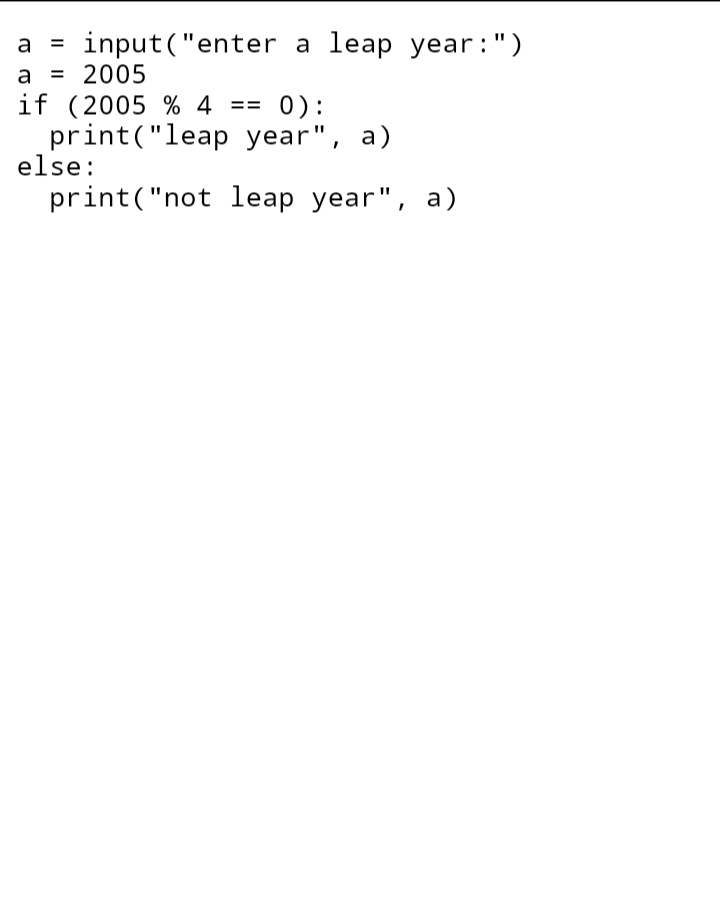 a = input("enter a leap year:")
a = 2005
if (2005 % 4 == 0):
  print("leap year", a)
else:
  print("not leap year", a)